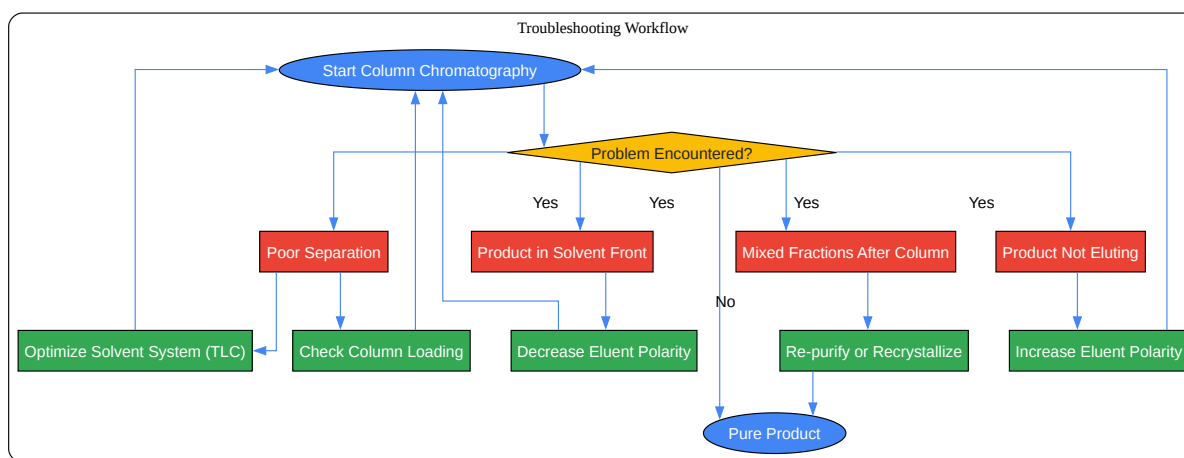 Troubleshooting Workflow
Start Column Chromatography
Problem Encountered?
Yes
Yes
Yes
Yes
Poor Separation
Product in Solvent Front
Mixed Fractions After Column
Product Not Eluting
No
Optimize Solvent System (TLC)
Check Column Loading
Decrease Eluent Polarity
Re-purify or Recrystallize
Increase Eluent Polarity
Pure Product